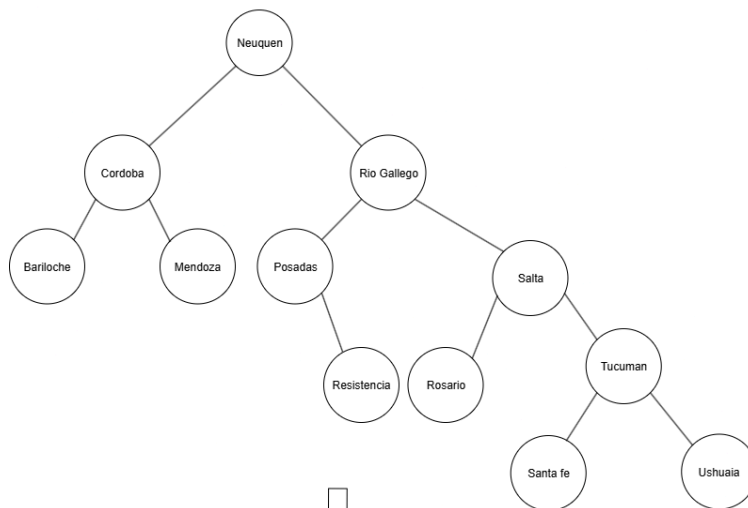 Neuquen
Cordoba
Rio Gallego
Bariloche
Mendoza
Posadas
Salta
Resistencia
Rosario
Tucuman
Santa fe
Ushuaia